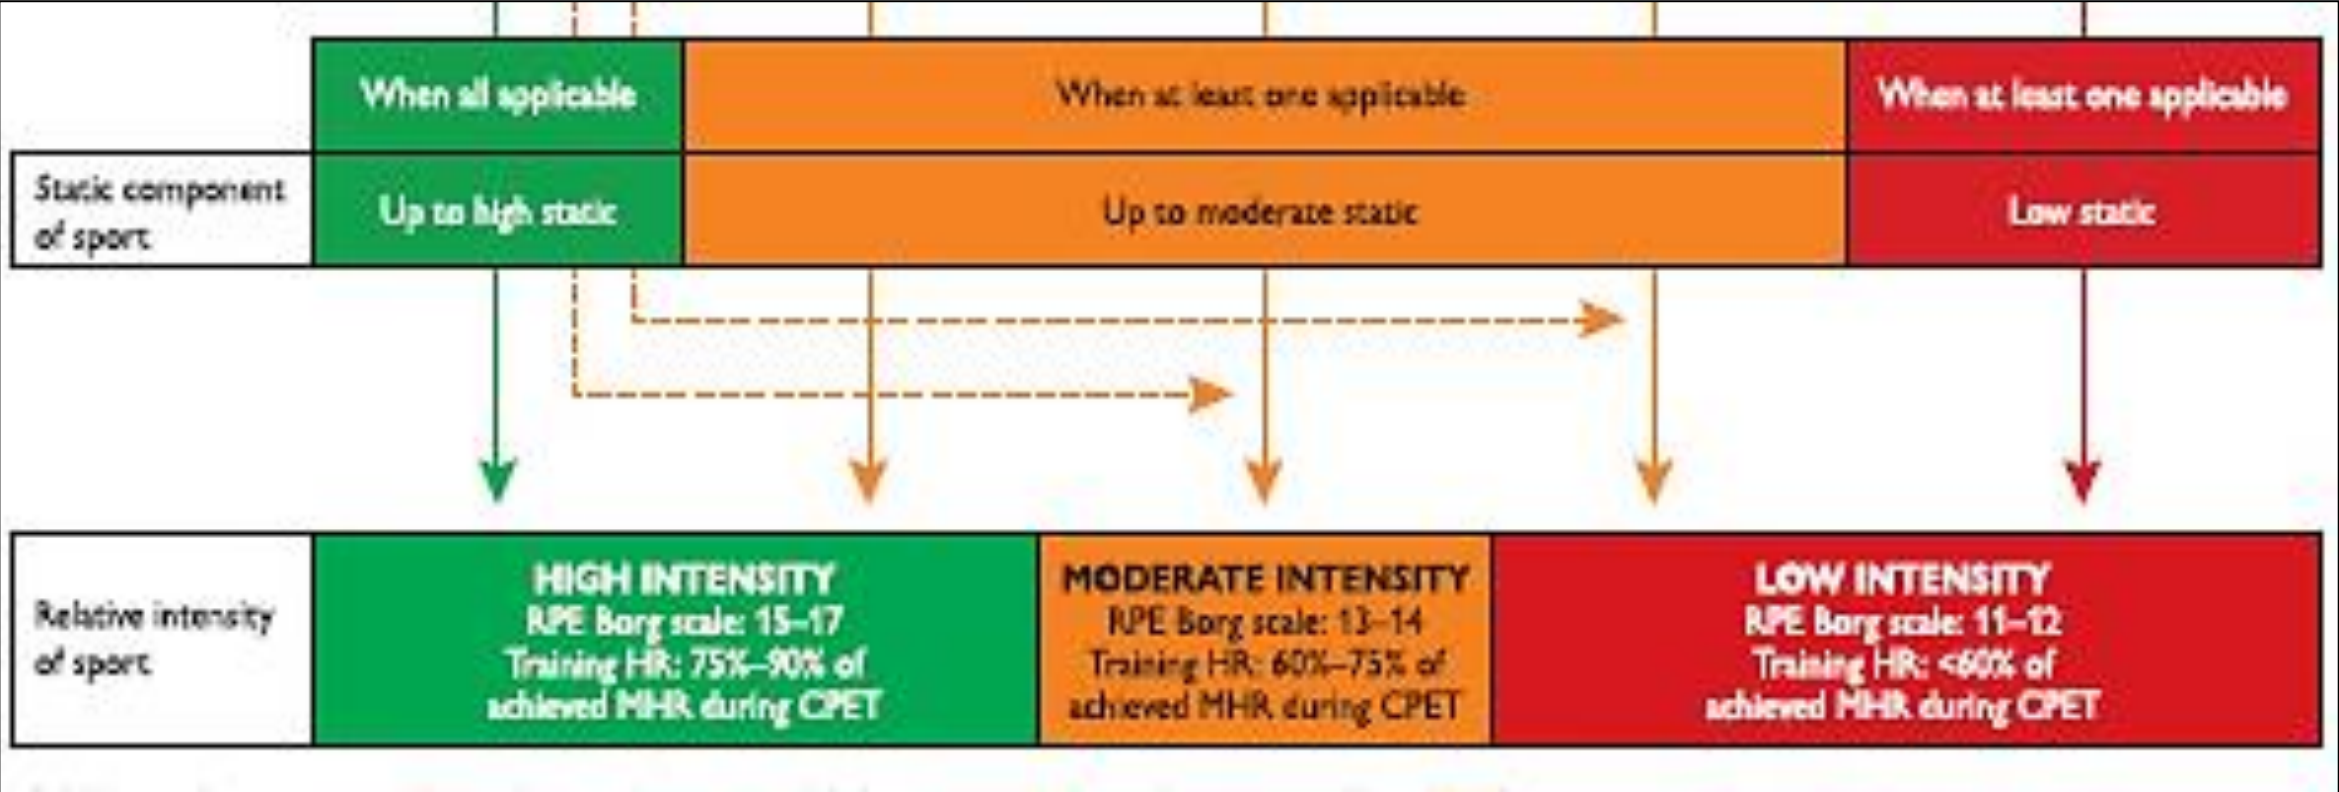 When all applicable
When at least one applicable
When at least one applicable
Static component
of sport
Up to high static
Up to moderate static
Low static
Relative intensity
of sport
HIGH INTENSITY
RPE Borg scale: 15–17
Training HR: 75%–90% of
achieved MHR during CPET
MODERATE INTENSITY
RPE Borg scale: 13–14
Training HR: 60%–75% of
achieved MHR during CPET
LOW INTENSITY
RPE Borg scale: 11–12
Training HR: <60% of
achieved MHR during CPET